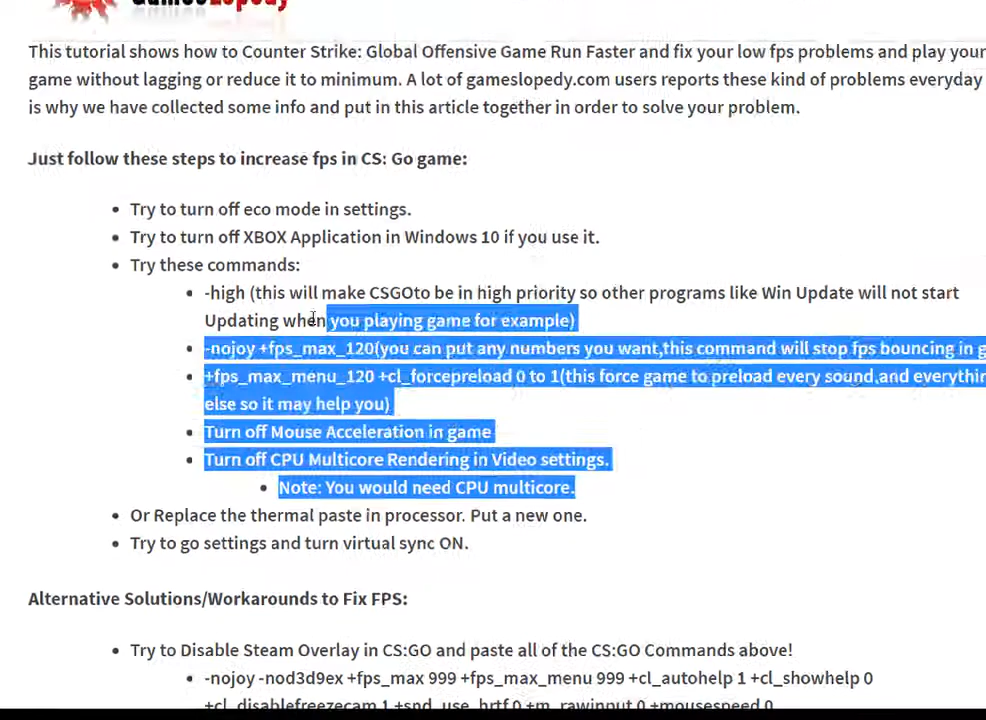 This tutorial shows how to Counter Strike: Global Offensive Game Run Faster and fix your low fps problems and play your
game without lagging or reduce it to minimum. A lot of gameslopedy.com users reports these kind of problems everyday
is why we have collected some info and put in this article together in order to solve your problem.
Just follow these steps to increase fps in CS: Go game:
• Try to turn off eco mode in settings.
• Try to turn off XBOX Application in Windows 10 if you use it.
• Try these commands:
• -high (this will make CSGOto be in high priority so other programs like Win Update will not start
Updating when you playing game for example)
• -nojoy +fps_max_120(you can put any numbers you want,this command will stop fps bouncing in
• +fps_max_menu_120 +cl_forcepreload 0 to 1(this force game to preload every sound,and
else so it may help you)
• Turn off Mouse Acceleration in game
• Turn off CPU Multicore Rendering in Video settings.
• Note: You would need CPU multicore.
• Or Replace the thermal paste in processor. Put a new one.
• Try to go settings and turn virtual sync ON.
Alternative Solutions/Workarounds to Fix FPS:
• Try to Disable Steam Overlay in CS:GO and paste all of the CS:GO Commands above!
• -nojoy -nod3d9ex +fps_max 999 +fps_max_menu 999 +cl_autohelp 1 +cl_showhelp 0
+cl_disablefreezecam 1 +snd_use_hrtf 0 +m_rawinput 0 +mousespeed 0